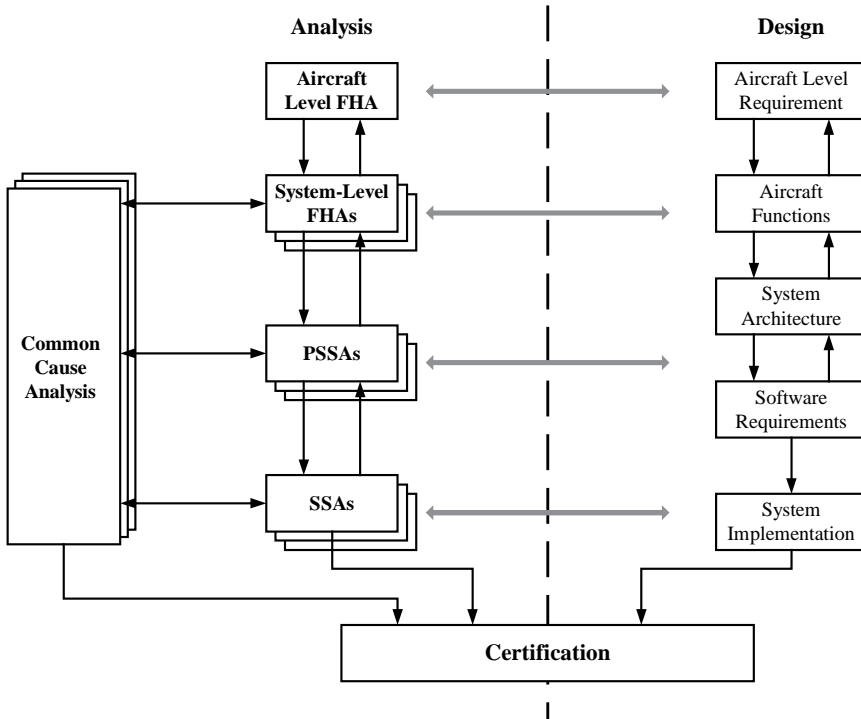 Analysis
Design
Aircraft
Level FHA
Aircraft Level
Requirement
System-Level
FHAs
Aircraft
Functions
System
Architecture
Common
Cause
Analysis
PSSAs
Software
Requirements
SSAs
System
Implementation
Certification